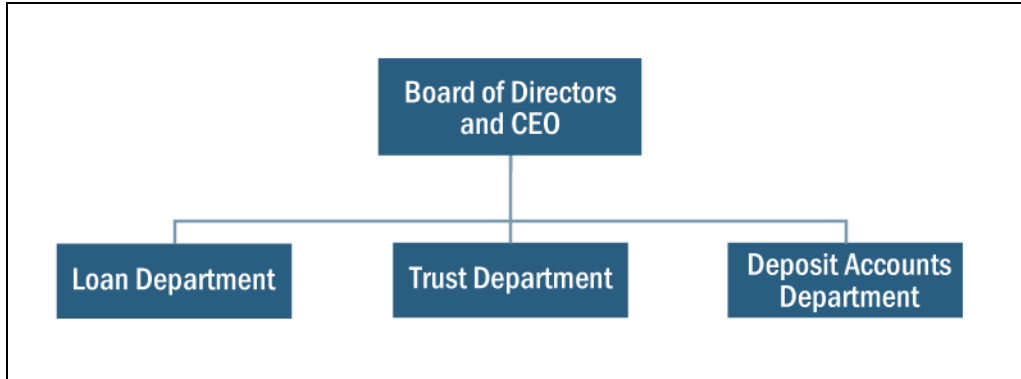 Board of Directors
and CEO
Loan Department
Trust Department
Deposit Accounts
Department